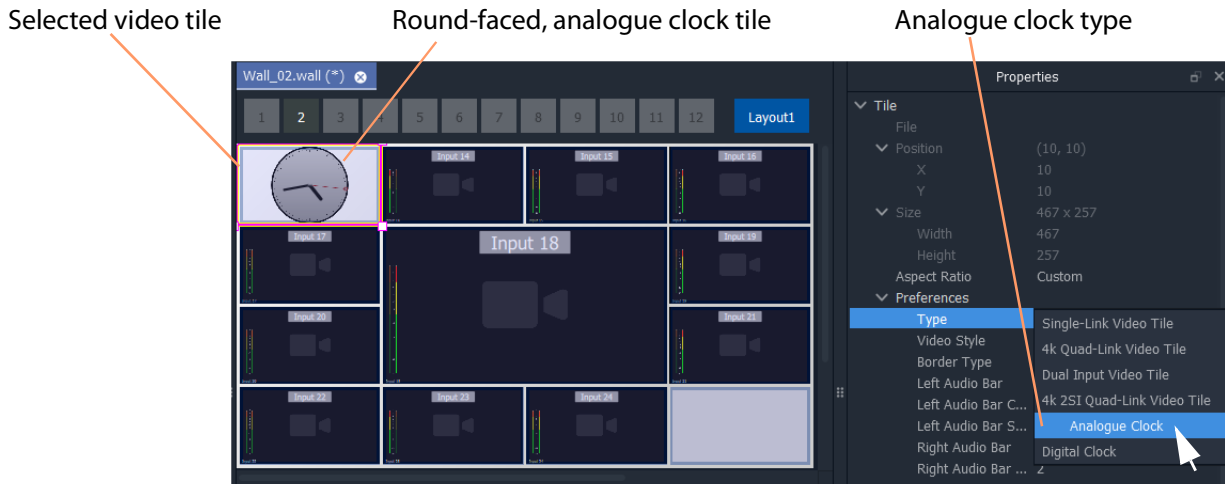 Selected video tile
Round-faced, analogue clock tile
Analogue clock type
Wall_02.wall (*)
1 2 3 4 5 6 7 8 9 10 11 12 Layout1
Input 14 Input 15 Input 16
Input 17 Input 18 Input 19
Input 20 Input 21
Input 22 Input 23 Input 24
Properties
Tile
File
Position (10, 10)
X 10
Y 10
Size 467 x 257
Width 467
Height 257
Aspect Ratio Custom
Preferences
Type
Video Style
Border Type
Left Audio Bar
Left Audio Bar C...
Left Audio Bar S...
Right Audio Bar
Right Audio Bar ... 2
Single-Link Video Tile
4k Quad-Link Video Tile
Dual Input Video Tile
4k 2SI Quad-Link Video Tile
Analogue Clock
Digital Clock